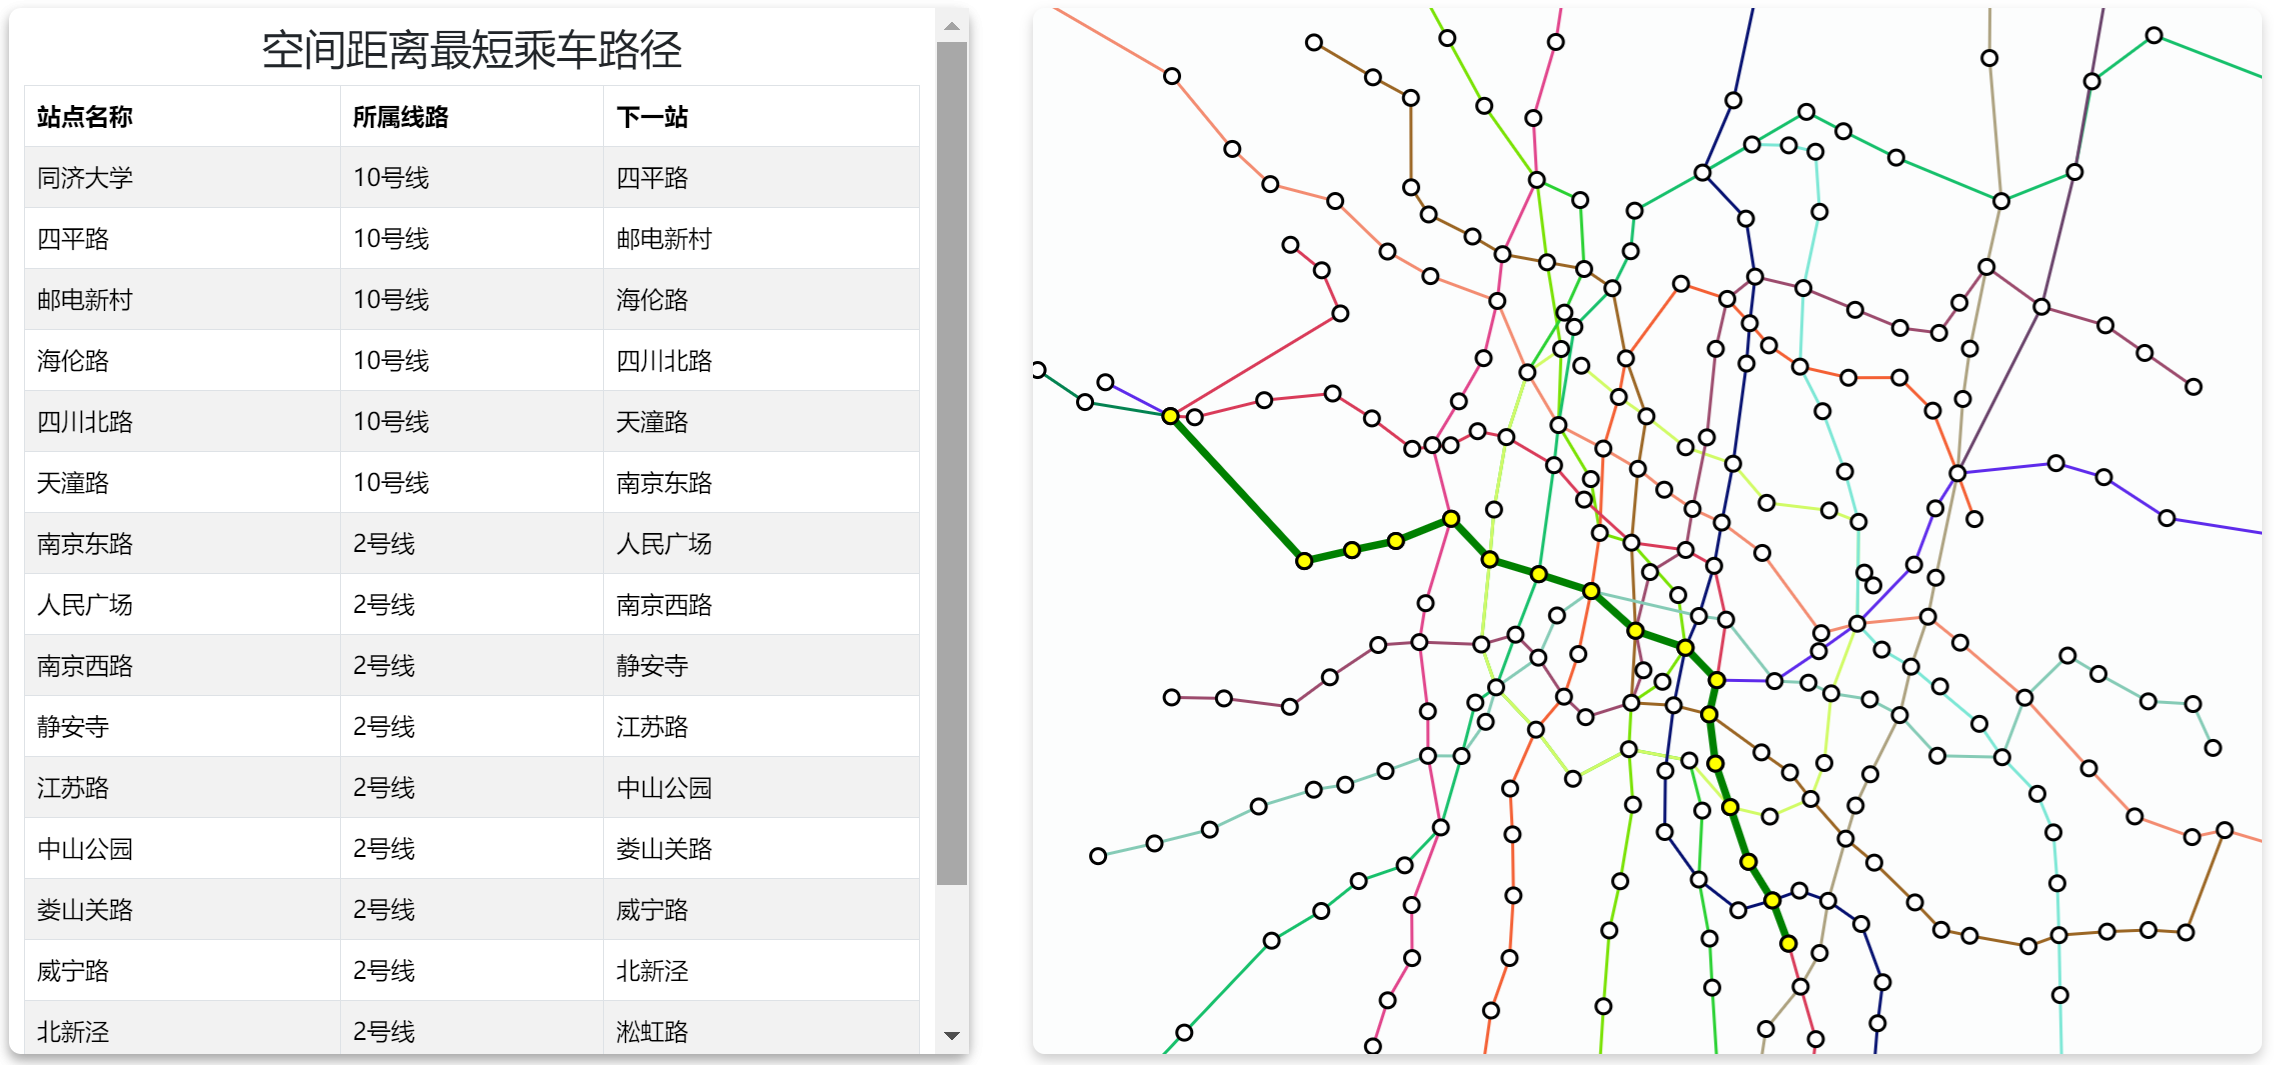 空间距离最短乘车路径
站点名称 所属线路 下一站
同济大学 10号线 四平路
四平路 10号线 邮电新村
邮电新村 10号线 海伦路
海伦路 10号线 四川北路
四川北路 10号线 天潼路
天潼路 10号线 南京东路
南京东路 2号线 人民广场
人民广场 2号线 南京西路
南京西路 2号线 静安寺
静安寺 2号线 江苏路
江苏路 2号线 中山公园
中山公园 2号线 娄山关路
娄山关路 2号线 威宁路
威宁路 2号线 北新泾
北新泾 2号线 淞虹路